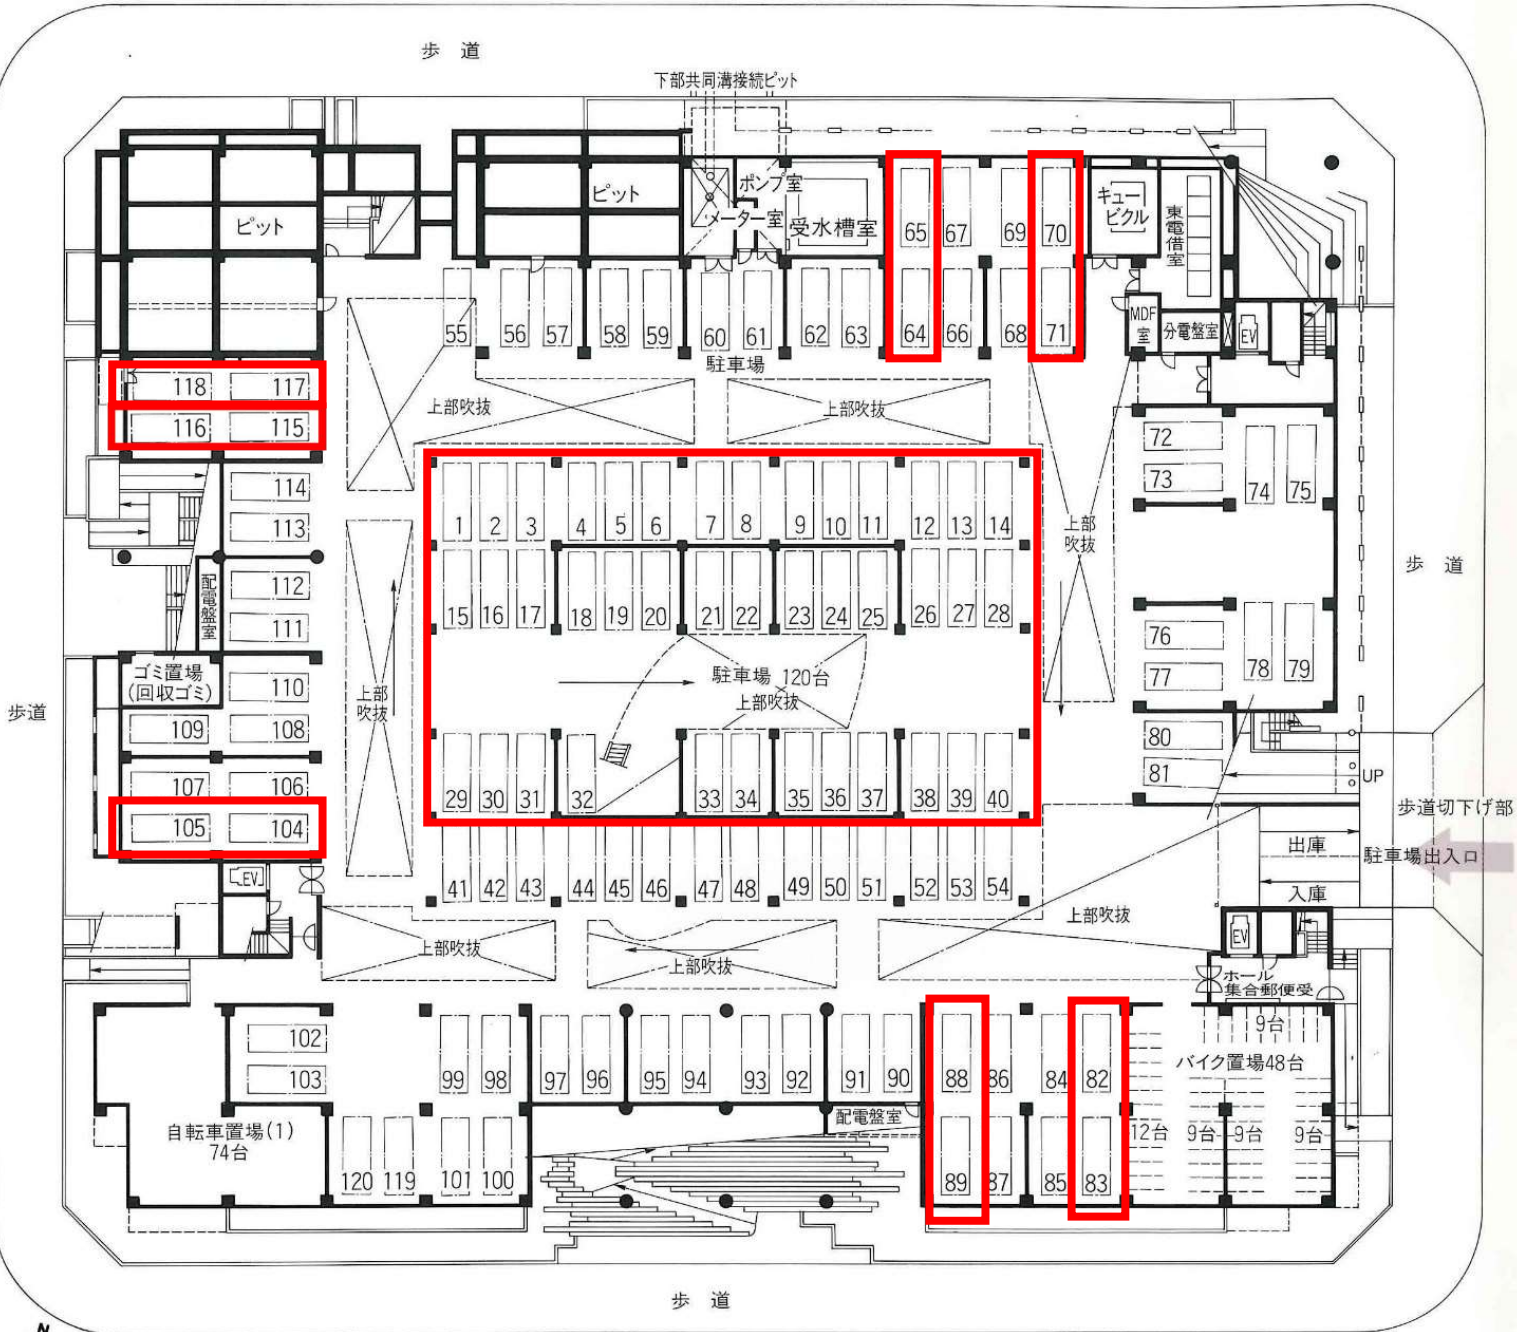 歩 道
下部共同溝接続ピット
ピット
ピット
ポンプ室
メーター室
受水槽室
キュー
ビクル
東電借室
65 67 69 70
64 66 68 71
55 56 57 58 59 60 61 62 63
MDF
室
分電盤室
EV
駐車場
118 117
116 115
上部吹抜
上部吹抜
72
73
74 75
114
113
1 2 3 4 5 6 7 8 9 10 11 12 13 14
上部
吹抜
歩 道
配電盤室
112
111
15 16 17 18 19 20 21 22 23 24 25 26 27 28
76
77
78 79
ゴミ置場
(回収ゴミ)
110
109 108
歩道
上部
吹抜
駐車場 120台
上部吹抜
80
81
UP
107 106
105 104
29 30 31 32 33 34 35 36 37 38 39 40
歩道切下げ部
出庫
駐車場出入口
入庫
EV
41 42 43 44 45 46 47 48 49 50 51 52 53 54
上部吹抜
上部吹抜
上部吹抜
EV
ホール
集合郵便受
9台
バイク置場48台
102
103
99 98 97 96 95 94 93 92 91 90 88 86 84 82
配電盤室
自転車置場(1)
74台
12台 9台 9台 9台
120 119 101 100
89 87 85 83
歩 道
N